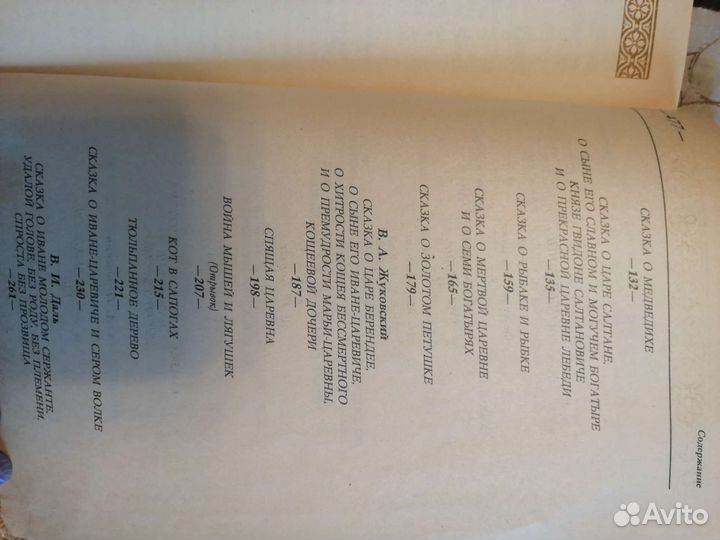 Содержание
СКАЗКА О МЕДВЕДИХЕ
—132—
СКАЗКА О ЦАРЕ САЛТАНЕ,
О СЫНЕ ЕГО СЛАВНОМ И МОГУЧЕМ БОГАТЫРЕ
КНЯЗЕ ГВИДОНЕ САЛТАНОВИЧЕ
И О ПРЕКРАСНОЙ ЦАРЕВНЕ ЛЕБЕДИ
—135—
СКАЗКА О РЫБАКЕ И РЫБКЕ
—159—
СКАЗКА О МЕРТВОЙ ЦАРЕВНЕ
И О СЕМИ БОГАТЫРЯХ
—165—
СКАЗКА О ЗОЛОТОМ ПЕТУШКЕ
—179—
В. А. Жуковский
СКАЗКА О ЦАРЕ БЕРЕНДЕЕ,
О СЫНЕ ЕГО ИВАНЕ-ЦАРЕВИЧЕ,
О ХИТРОСТИ КОЩЕЯ БЕССМЕРТНОГО
И О ПРЕМУДРОСТИ МАРЬИ-ЦАРЕВНЫ,
КОЩЕЕВОЙ ДОЧЕРИ
—187—
СПЯЩАЯ ЦАРЕВНА
—198—
ВОЙНА МЫШЕЙ И ЛЯГУШЕК
(Отрывок)
—207—
КОТ В САПОГАХ
—215—
ТЮЛЬПАННОЕ ДЕРЕВО
—221—
СКАЗКА О ИВАНЕ-ЦАРЕВИЧЕ И СЕРОМ ВОЛКЕ
—230—
В. И. Даль
СКАЗКА О ИВАНЕ МОЛОДОМ СЕРЖАНТЕ,
УДАЛОЙ ГОЛОВЕ, БЕЗ РОДУ, БЕЗ ПЛЕМЕНИ,
СПРОСТА БЕЗ ПРОЗВИЩА
—261—
Avito